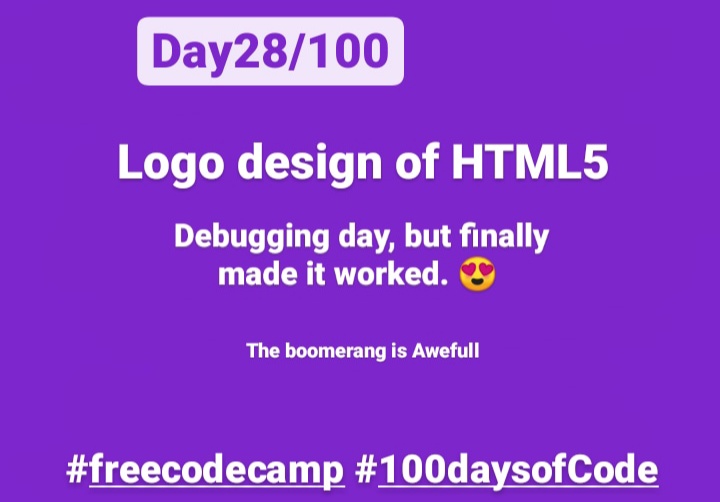 Day28/100
Logo design of HTML5
Debugging day, but finally
made it worked. 😍
The boomerang is Awefull
#freecodecamp #100daysofCode